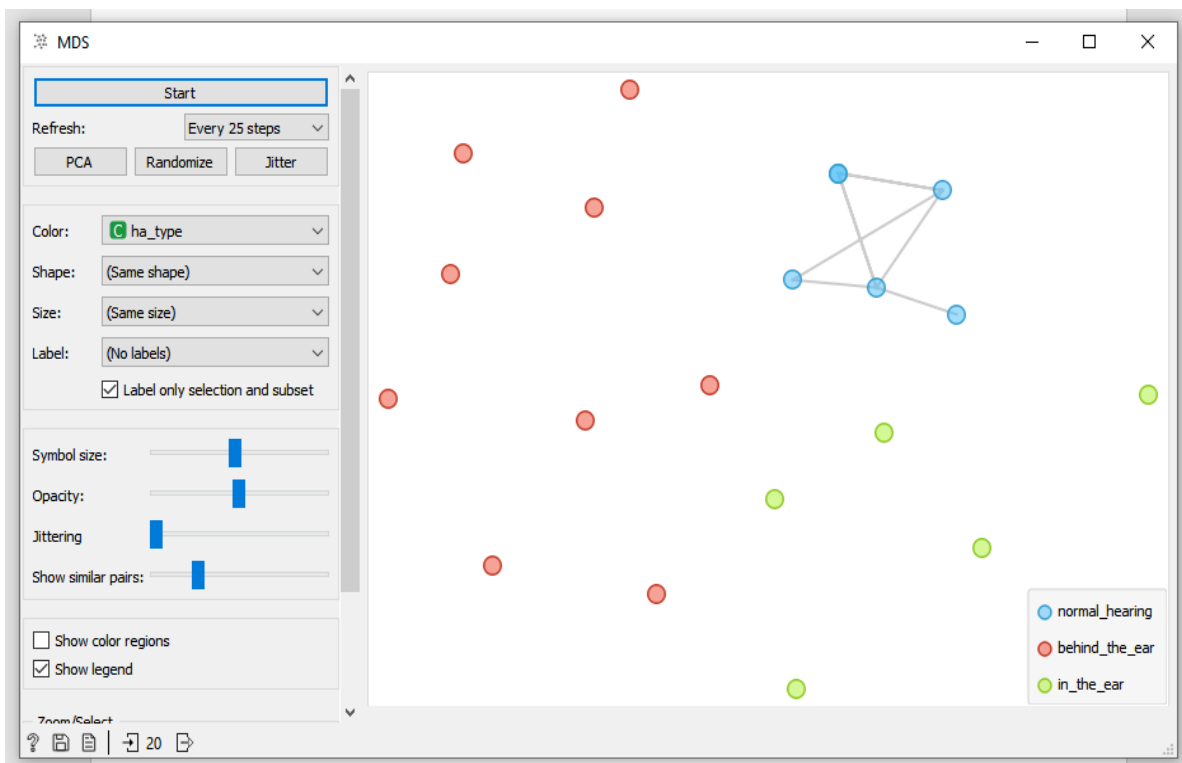 MDS
Start
Refresh: Every 25 steps
PCA Randomize Jitter
Color: C ha_type
Shape: (Same shape)
Size: (Same size)
Label: (No labels)
Label only selection and subset
Symbol size:
Opacity:
Jittering
Show similar pairs:
Show color regions
Show legend
Zoom/Select
? 20
normal_hearing
behind_the_ear
in_the_ear